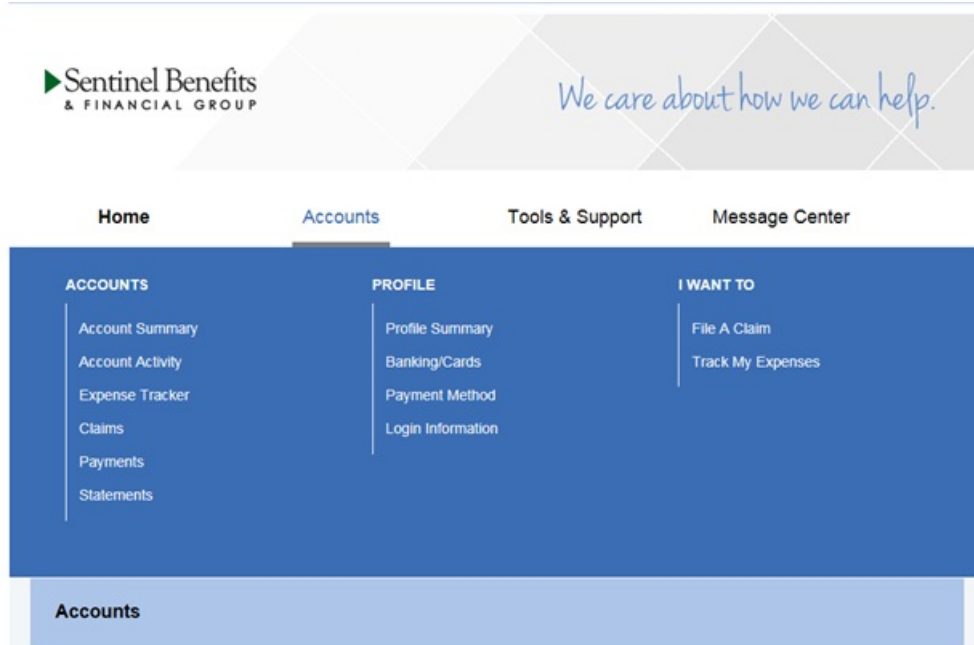 Sentinel Benefits
& FINANCIAL GROUP
We care about how we can help.
Home Accounts Tools & Support Message Center
ACCOUNTS
Account Summary
Account Activity
Expense Tracker
Claims
Payments
Statements
PROFILE
Profile Summary
Banking/Cards
Payment Method
Login Information
I WANT TO
File A Claim
Track My Expenses
Accounts